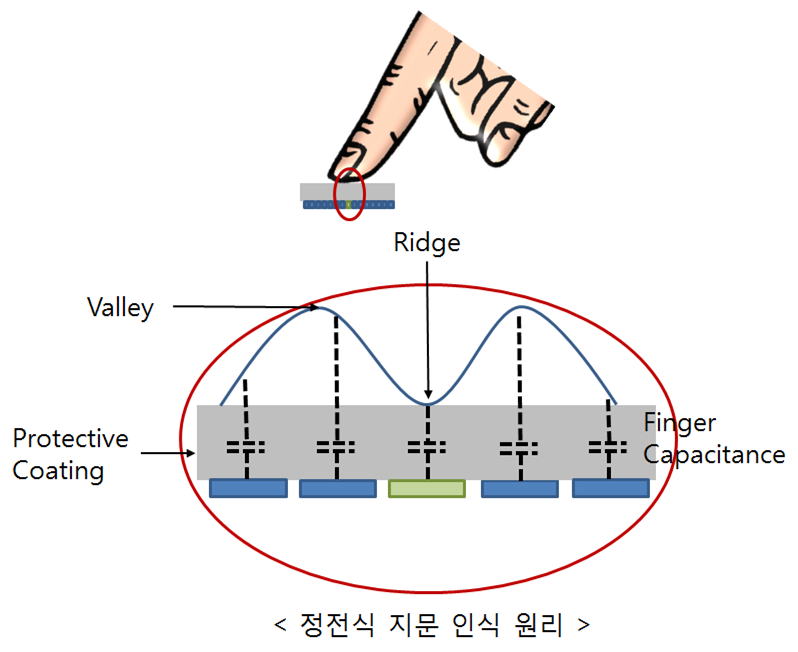 Ridge
Valley
Protective
Coating
Finger
Capacitance
< 정전식 지문 인식 원리 >